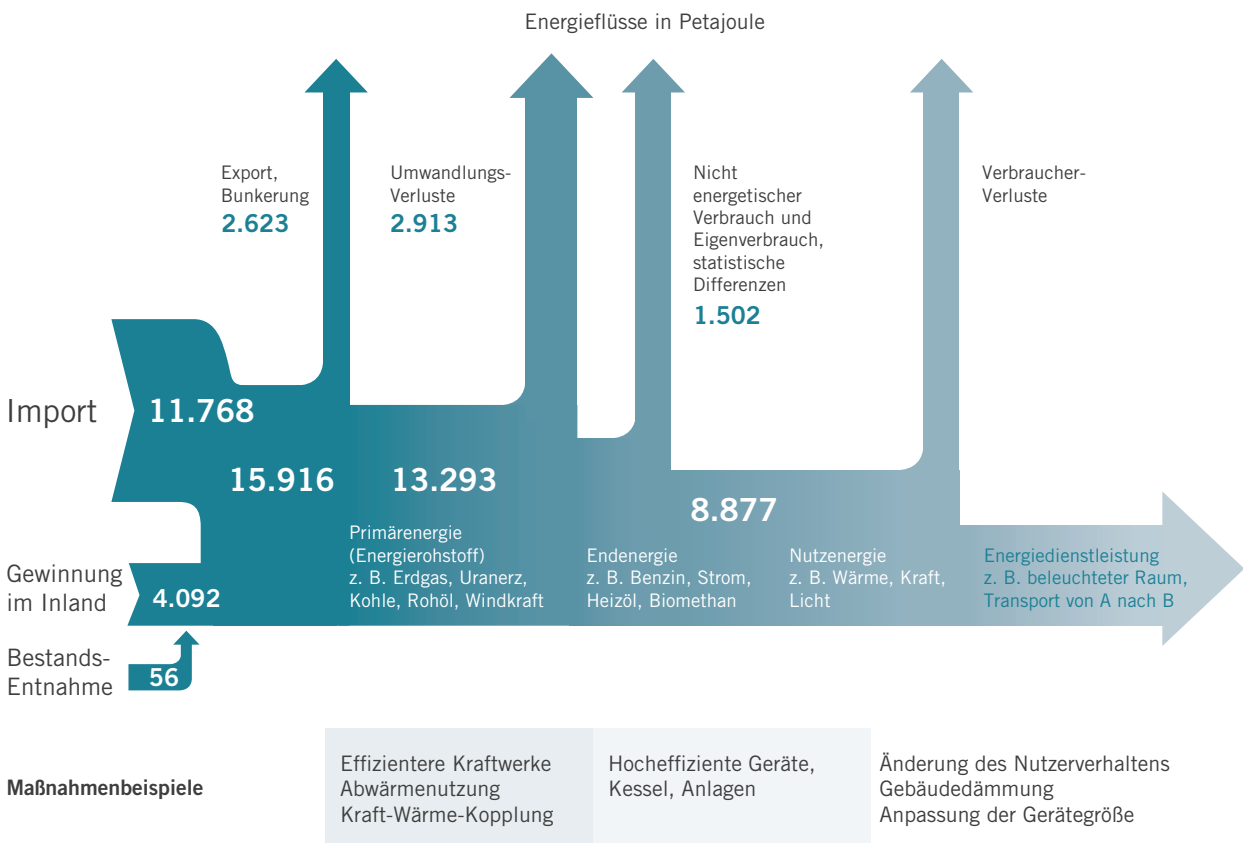 Energieflüsse in Petajoule
Export,
Bunkerung
2.623
Umwandlungs-
Verluste
2.913
Nicht
energetischer
Verbrauch und
Eigenverbrauch,
statistische
Differenzen
1.502
Verbraucher-
Verluste
Import
11.768
15.916
13.293
8.877
Primärenergie
(Energierohstoff)
z. B. Erdgas, Uranerz,
Kohle, Rohöl, Windkraft
Endenergie
z. B. Benzin, Strom,
Heizöl, Biomethan
Nutzenergie
z. B. Wärme, Kraft,
Licht
Energiedienstleistung
z. B. beleuchteter Raum,
Transport von A nach B
Gewinnung
im Inland
4.092
Bestands-
Entnahme
56
Maßnahmenbeispiele
Effizientere Kraftwerke
Abwärmenutzung
Kraft-Wärme-Kopplung
Hocheffiziente Geräte,
Kessel, Anlagen
Änderung des Nutzerverhaltens
Gebäudedämmung
Anpassung der Gerätegröße